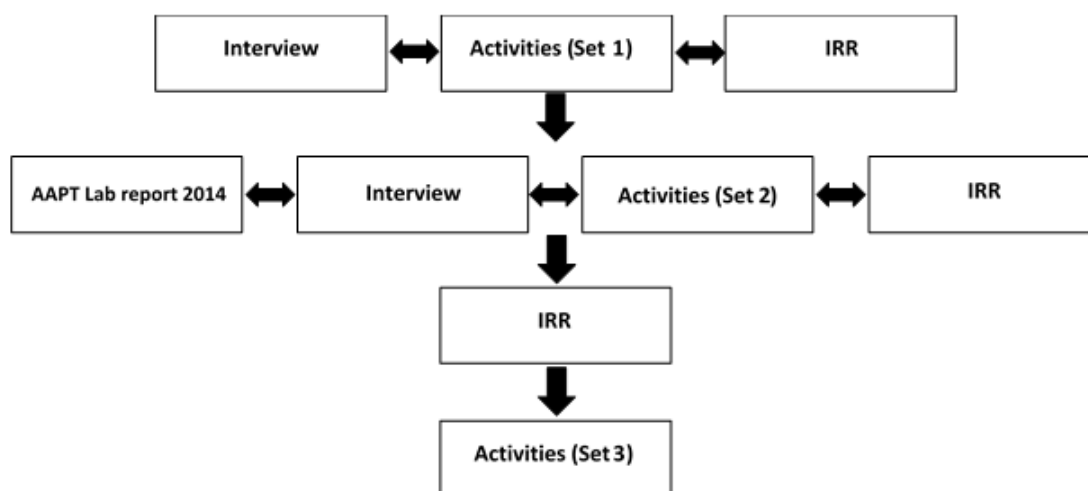 Interview
Activities (Set 1)
IRR
AAPT Lab report 2014
Interview
Activities (Set 2)
IRR
IRR
Activities (Set 3)